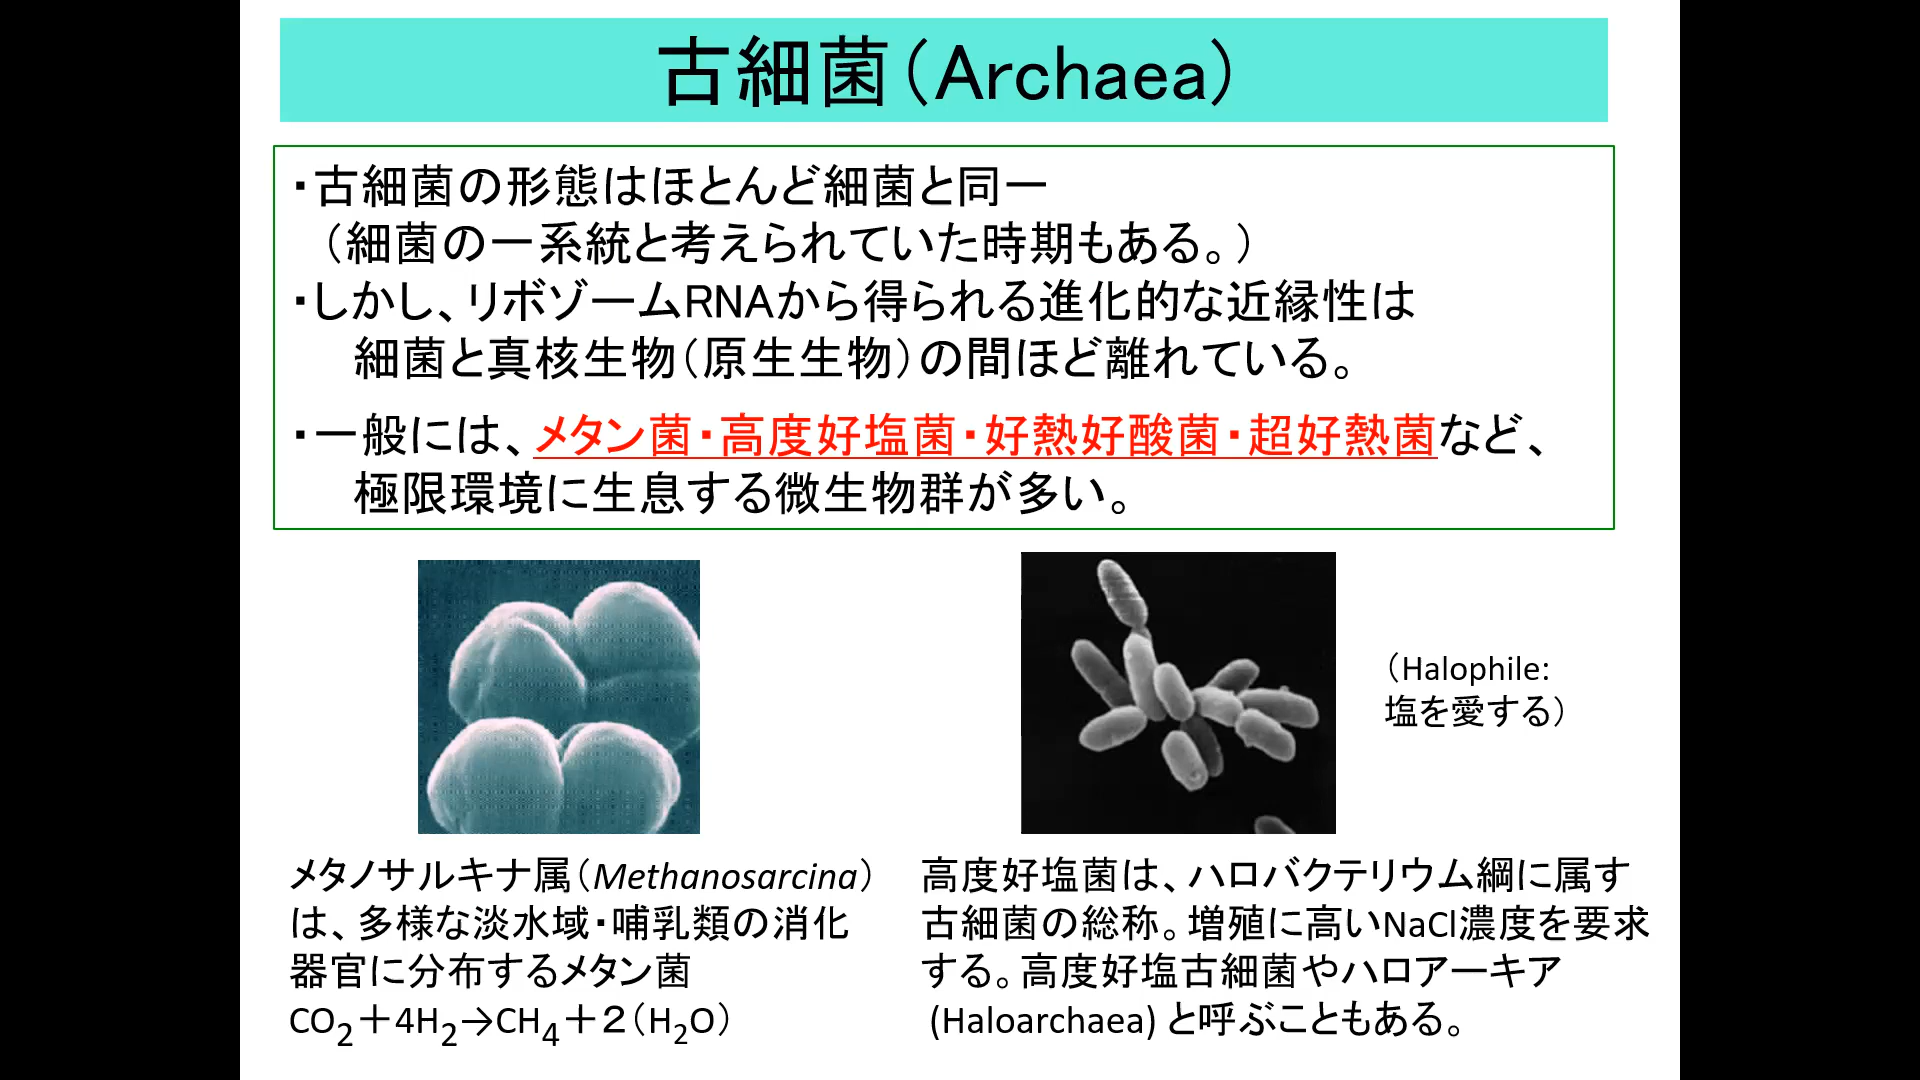 古細菌（Archaea）
・古細菌の形態はほとんど細菌と同一
（細菌の一系統と考えられていた時期もある。）
・しかし、リボゾームRNAから得られる進化的な近縁性は
細菌と真核生物（原生生物）の間ほど離れている。
・一般には、メタン菌・高度好塩菌・好熱好酸菌・超好熱菌など、
極限環境に生息する微生物群が多い。
（Halophile:
塩を愛する）
メタノサルキナ属（Methanosarcina）
は、多様な淡水域・哺乳類の消化
器官に分布するメタン菌
CO₂＋4H₂→CH₄＋２（H₂O）
高度好塩菌は、ハロバクテリウム綱に属す
古細菌の総称。増殖に高いNaCl濃度を要求
する。高度好塩古細菌やハロアーキア
(Haloarchaea) と呼ぶこともある。